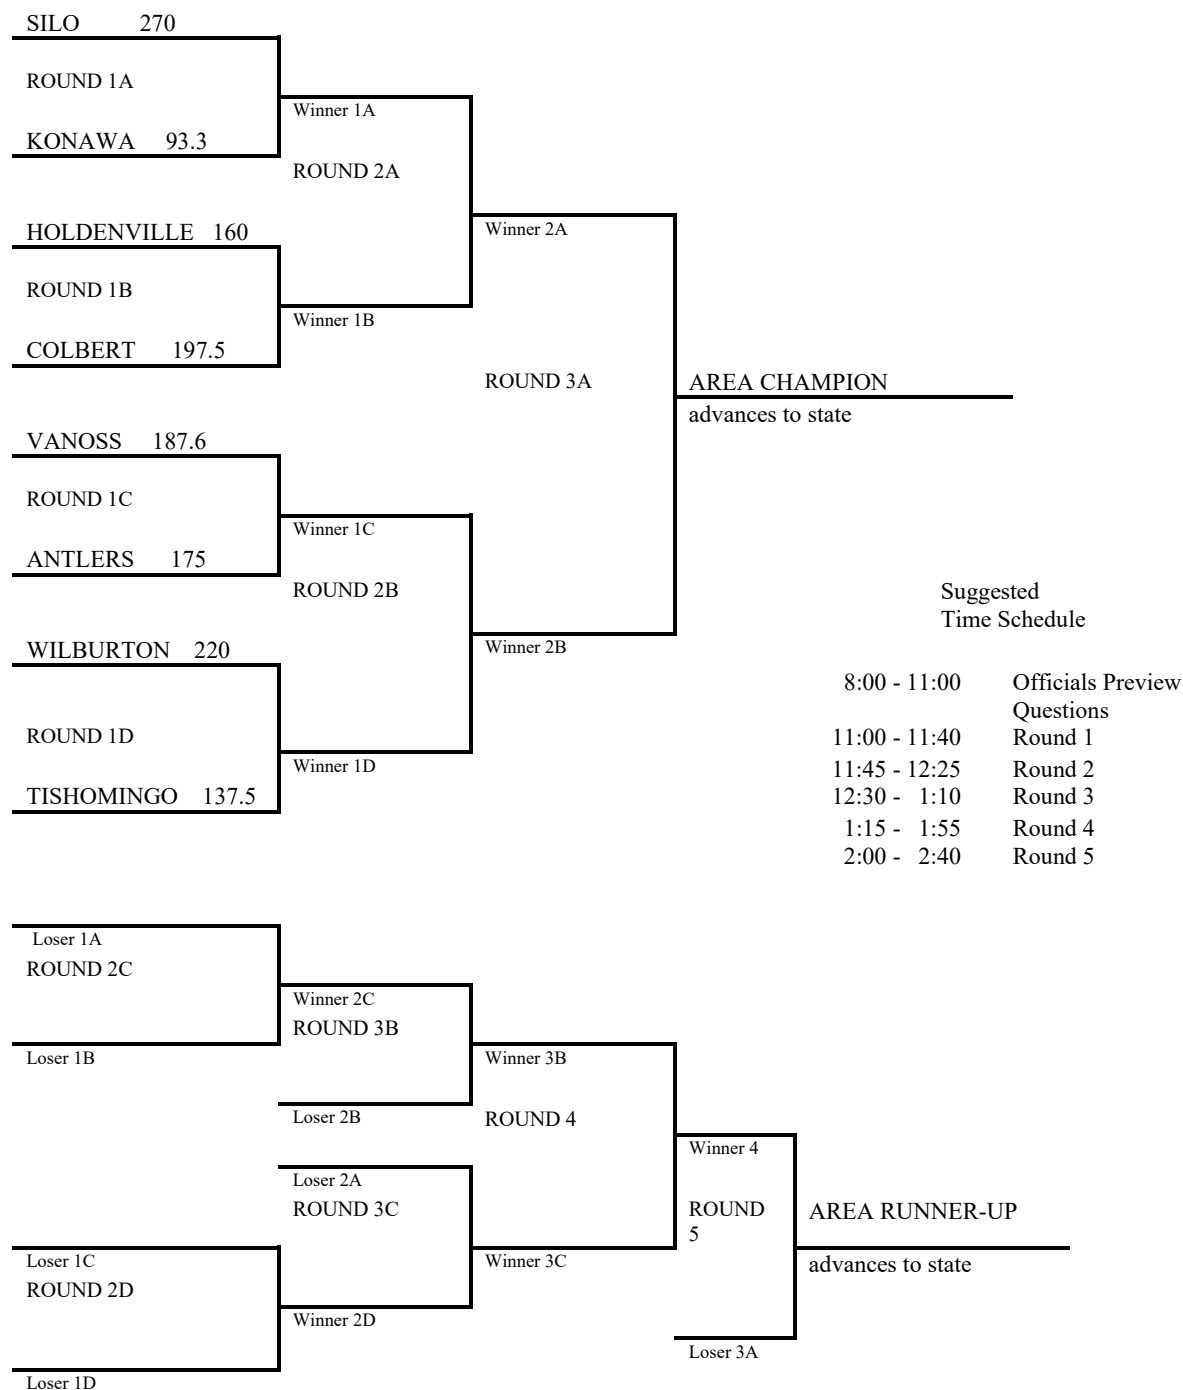 SILO 270
ROUND 1A
Winner 1A
KONAWA 93.3
ROUND 2A
HOLDENVILLE 160
Winner 2A
ROUND 1B
Winner 1B
COLBERT 197.5
ROUND 3A
AREA CHAMPION
advances to state
VANOSS 187.6
ROUND 1C
Winner 1C
ANTLERS 175
ROUND 2B
Suggested
Time Schedule
WILBURTON 220
Winner 2B
8:00 - 11:00 Officials Preview
Questions
ROUND 1D
11:00 - 11:40 Round 1
Winner 1D
11:45 - 12:25 Round 2
TISHOMINGO 137.5
12:30 - 1:10 Round 3
1:15 - 1:55 Round 4
2:00 - 2:40 Round 5
Loser 1A
ROUND 2C
Winner 2C
ROUND 3B
Loser 1B
Winner 3B
Loser 2B
ROUND 4
Winner 4
Loser 2A
ROUND 3C
ROUND
5
AREA RUNNER-UP
advances to state
Loser 1C
Winner 3C
ROUND 2D
Winner 2D
Loser 3A
Loser 1D